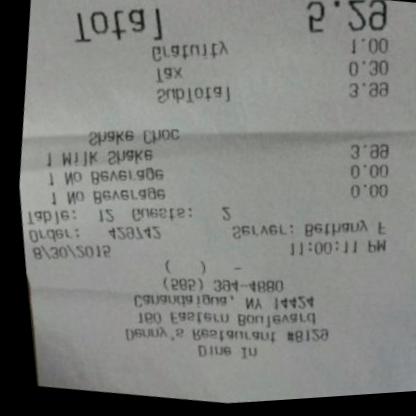 Dine In
Denny's Restaurant #8129
160 Eastern Boulevard
Canandaigua, NY 14424
(585) 394-4880
(   )   -
8/30/2015 11:00:11 PM
Order: 429742 Server: Bethany F
Table: 12 Guests: 2
1 No Beverage 0.00
1 No Beverage 0.00
1 Milk Shake 3.99
Shake Choc
SubTotal 3.99
Tax 0.30
Gratuity 1.00
Total 5.29